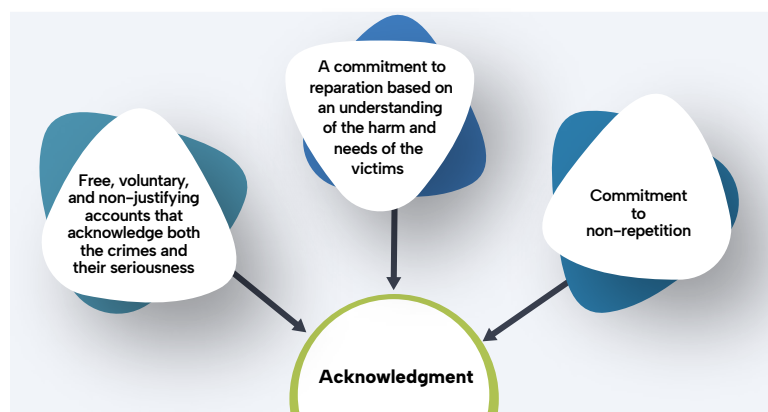 Free, voluntary,
and non-justifying
accounts that
acknowledge both
the crimes and
their seriousness
A commitment to
reparation based on
an understanding
of the harm and
needs of the
victims
Commitment
to
non-repetition
Acknowledgment